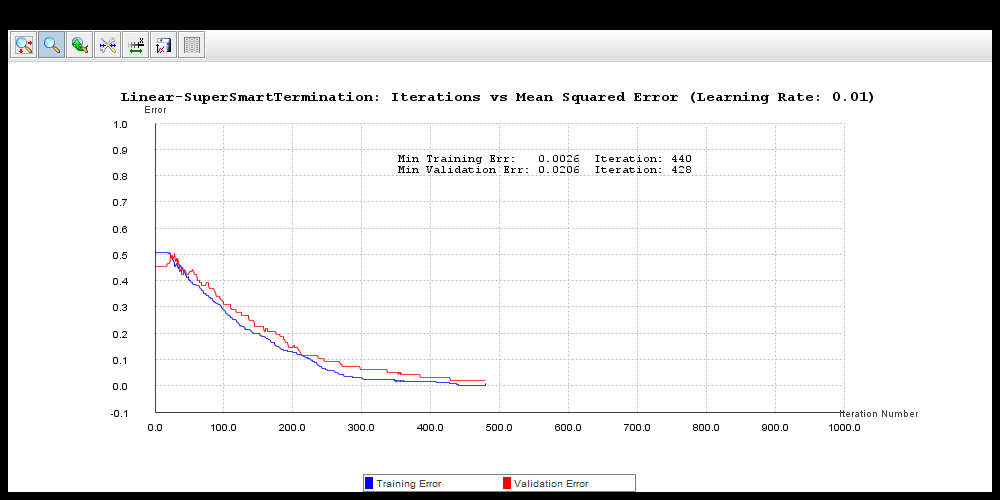 Linear-SuperSmartTermination: Iterations vs Mean Squared Error (Learning Rate: 0.01)
Error
1.0
0.9
Min Training Err: 0.0026 Iteration: 440
Min Validation Err: 0.0206 Iteration: 428
0.8
0.7
0.6
0.5
0.4
0.3
0.2
0.1
0.0
-0.1
Iteration Number
0.0 100.0 200.0 300.0 400.0 500.0 600.0 700.0 800.0 900.0 1000.0
Training Error Validation Error